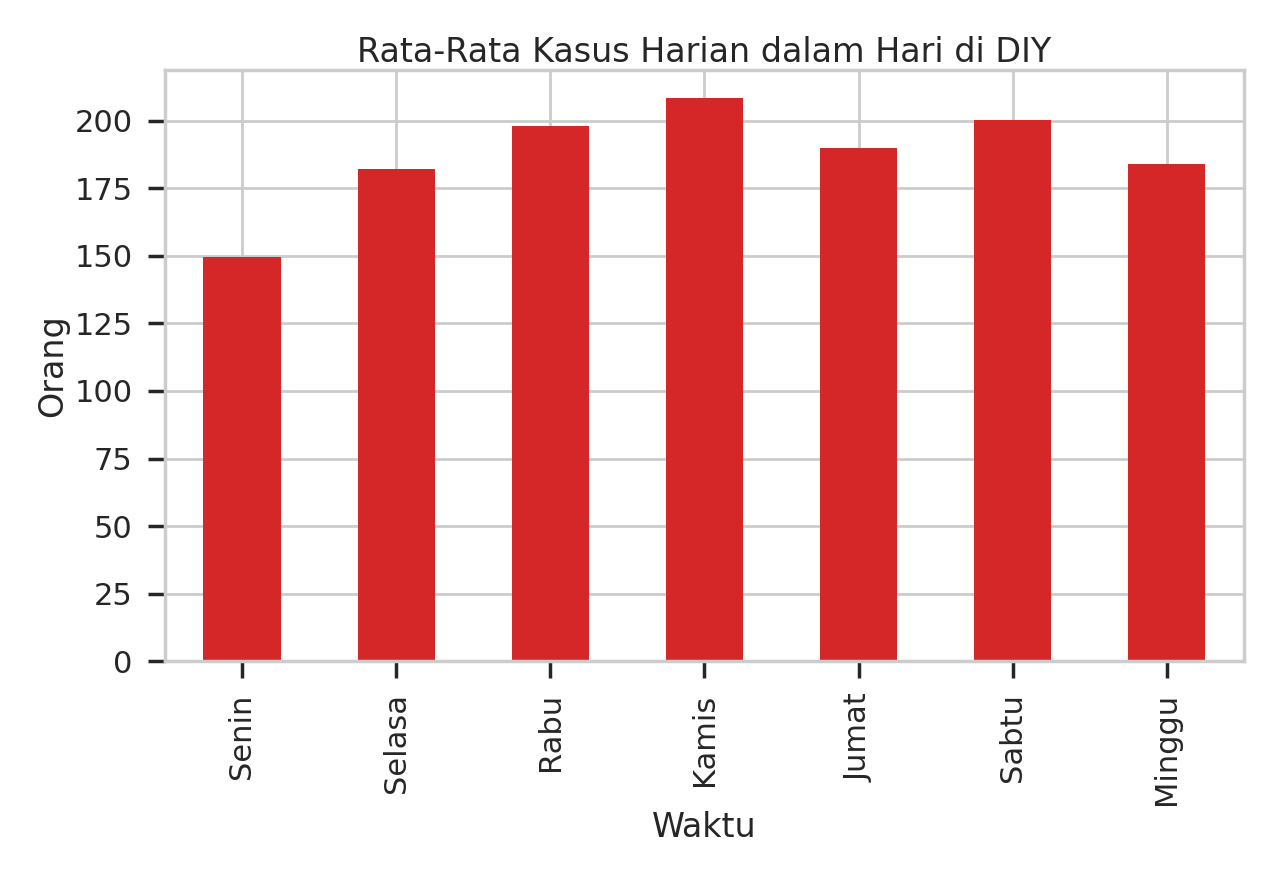 Rata-Rata Kasus Harian dalam Hari di DIY
Orang
200
175
150
125
100
75
50
25
0
Senin
Selasa
Rabu
Kamis
Jumat
Sabtu
Minggu
Waktu